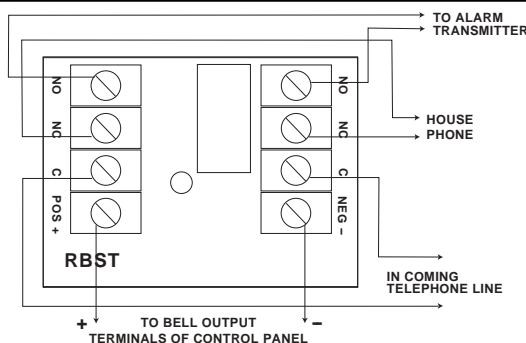 TO ALARM
TRANSMITTER
NO
NO
NC
NC
HOUSE
PHONE
C
C
POS +
NEG –
RBST
IN COMING
TELEPHONE LINE
+
TO BELL OUTPUT
–
TERMINALS OF CONTROL PANEL